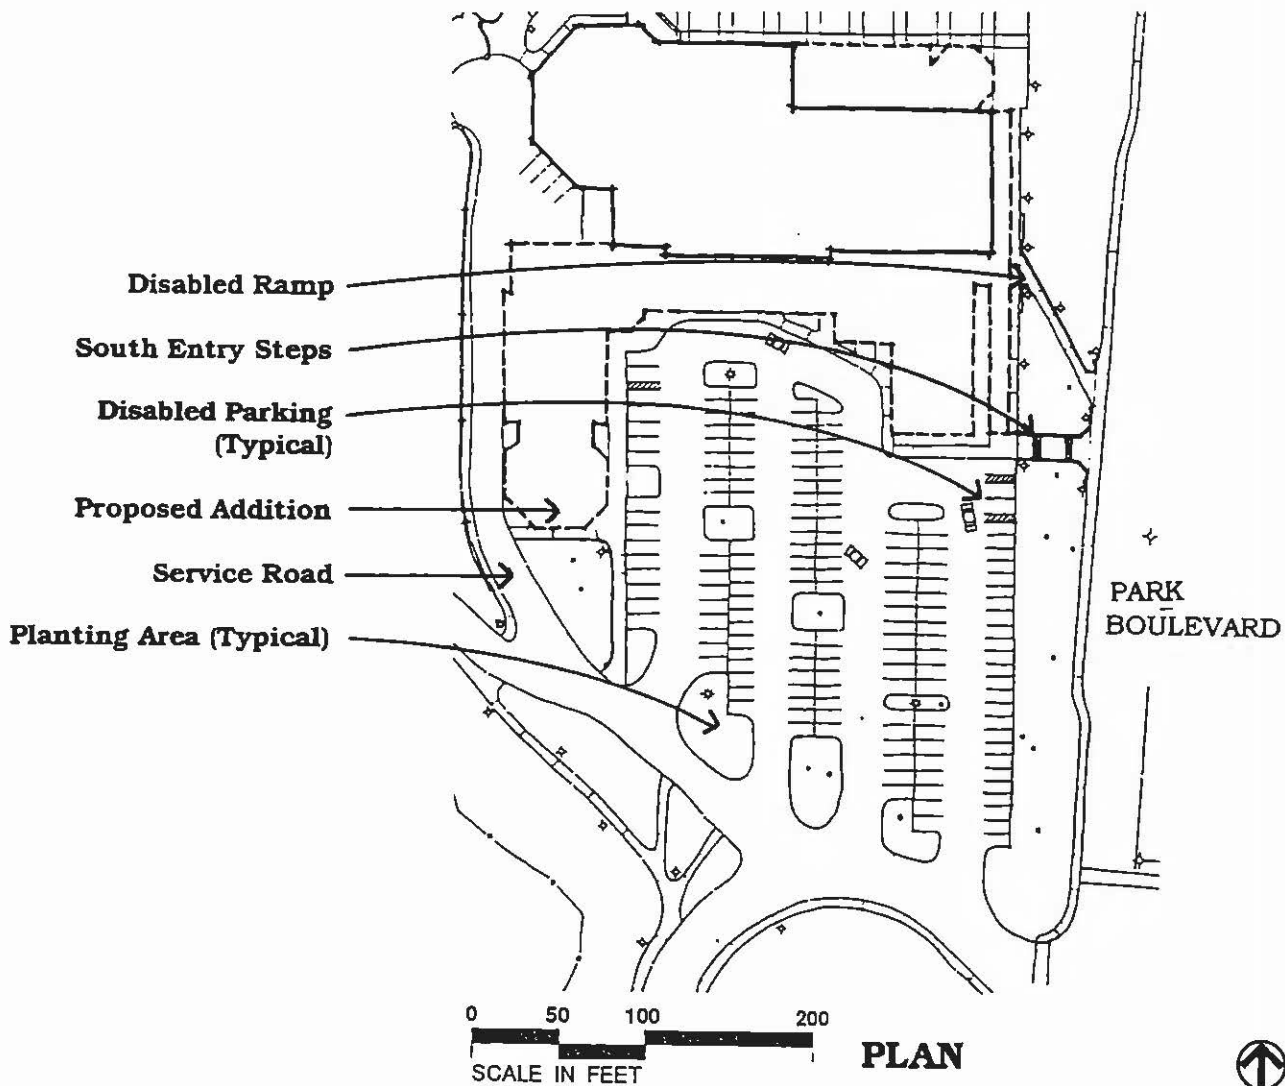 Disabled Ramp
South Entry Steps
Disabled Parking
(Typical)
Proposed Addition
Service Road
Planting Area (Typical)
PARK
BOULEVARD
0 50 100 200
SCALE IN FEET
PLAN